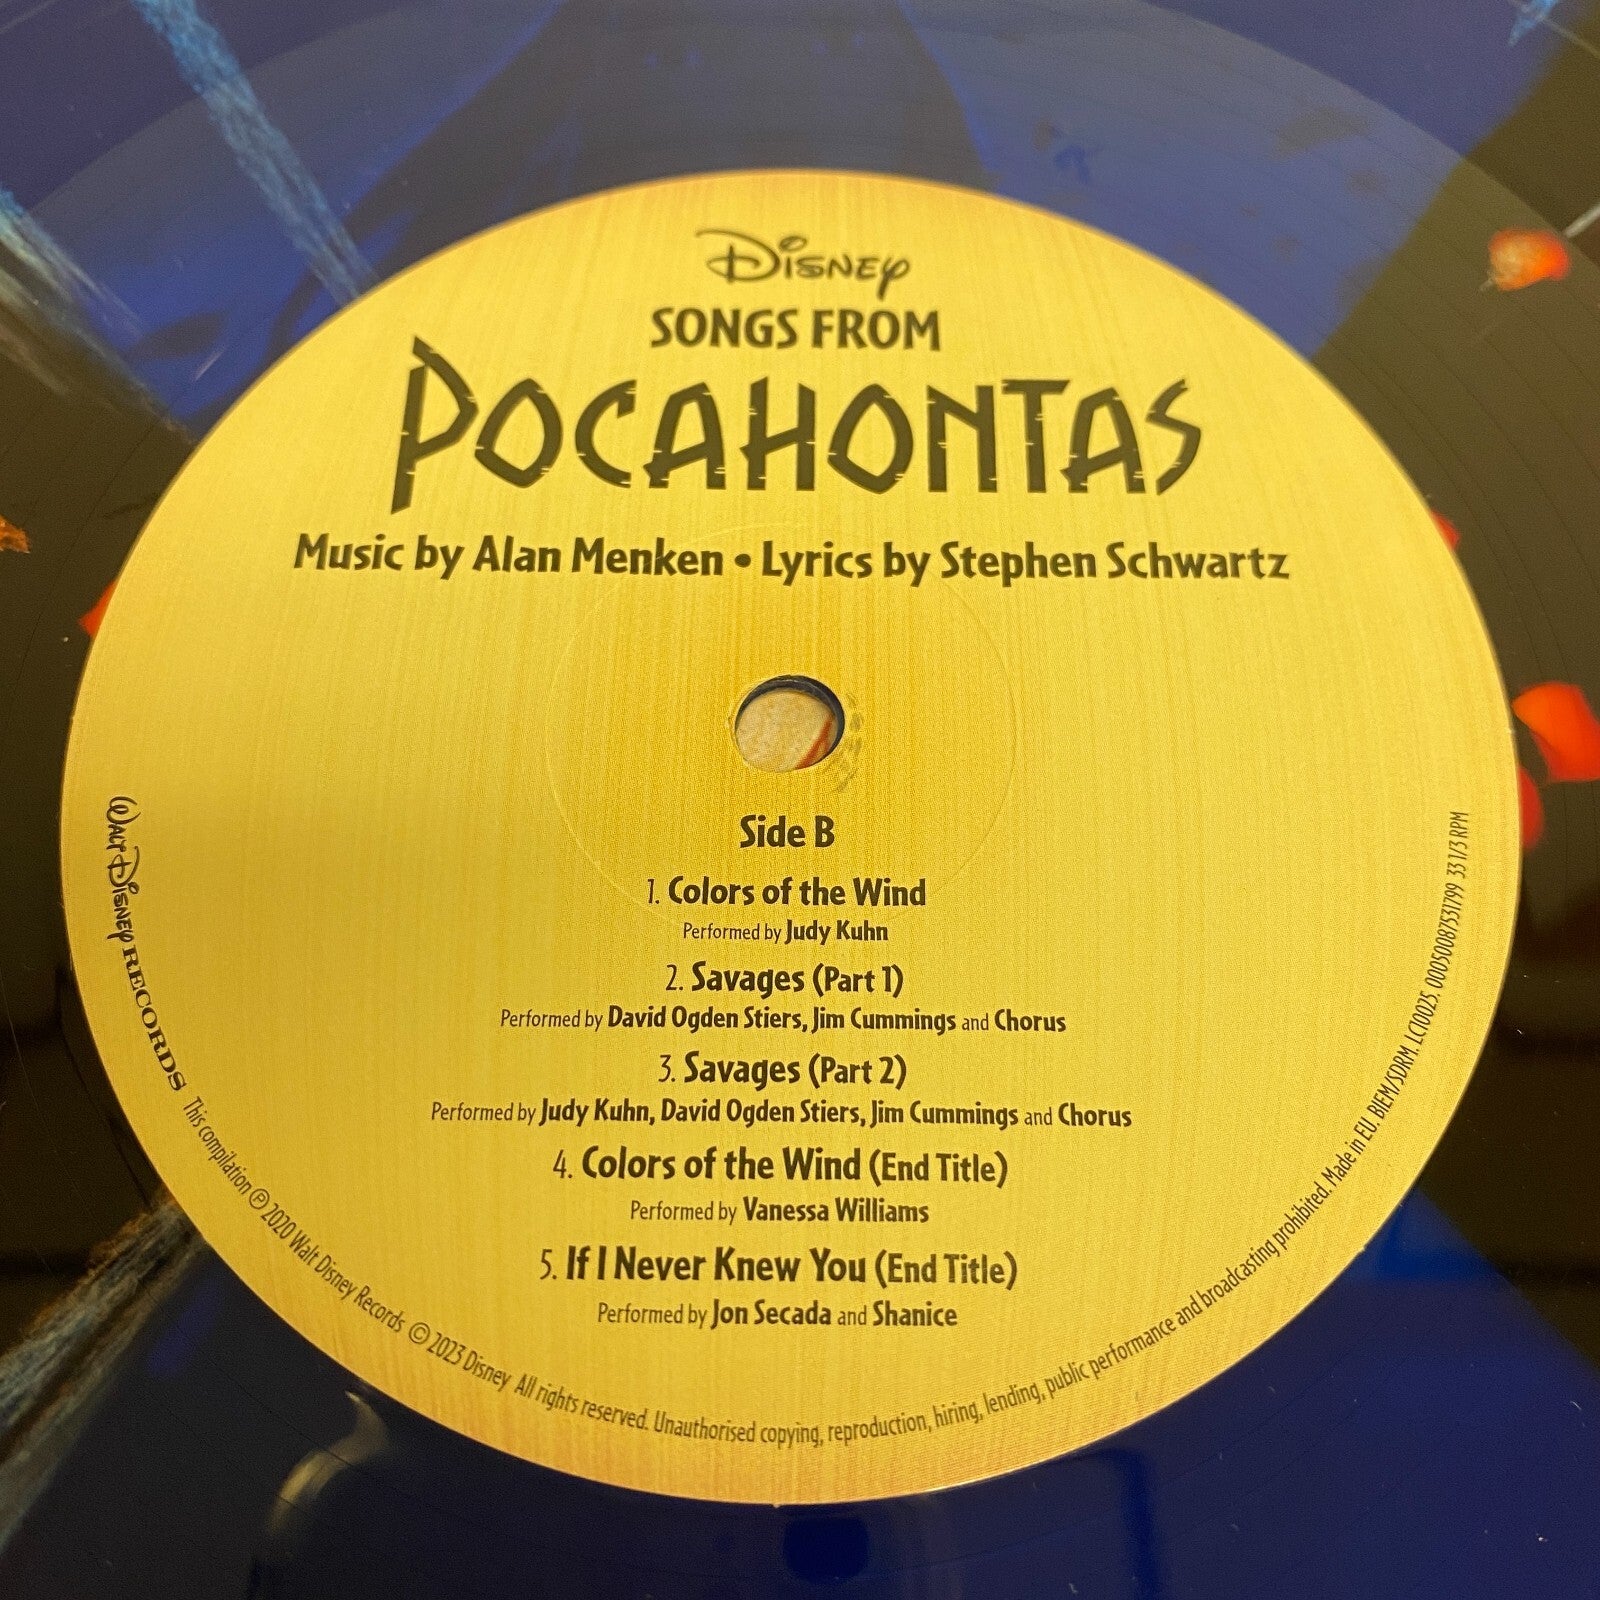 Disney
SONGS FROM
POCAHONTAS
Music by Alan Menken • Lyrics by Stephen Schwartz
Side B
1. Colors of the Wind
Performed by Judy Kuhn
2. Savages (Part 1)
Performed by David Ogden Stiers, Jim Cummings and Chorus
3. Savages (Part 2)
Performed by Judy Kuhn, David Ogden Stiers, Jim Cummings and Chorus
4. Colors of the Wind (End Title)
Performed by Vanessa Williams
5. If I Never Knew You (End Title)
Performed by Jon Secada and Shanice
WALT DISNEY RECORDS This compilation ℗ 2020 Walt Disney Records © 2023 Disney All rights reserved. Unauthorised copying, reproduction, hiring, lending, public performance and broadcasting prohibited. Made in EU. BIEM/SDRM. LC10025. 00050087531799 33 1/3 RPM